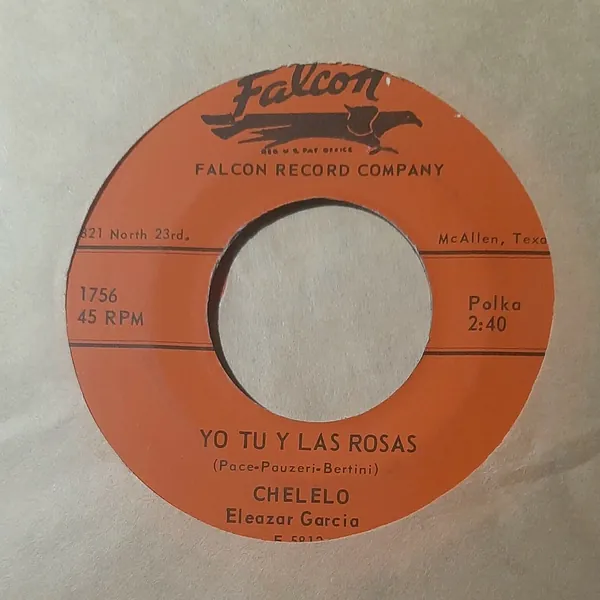 Falcon
REG U.S. PAT OFFICE
FALCON RECORD COMPANY
821 North 23rd.
McAllen, Texa
1756
45 RPM
Polka
2:40
YO TU Y LAS ROSAS
(Pace-Pauzeri-Bertini)
CHELELO
Eleazar Garcia